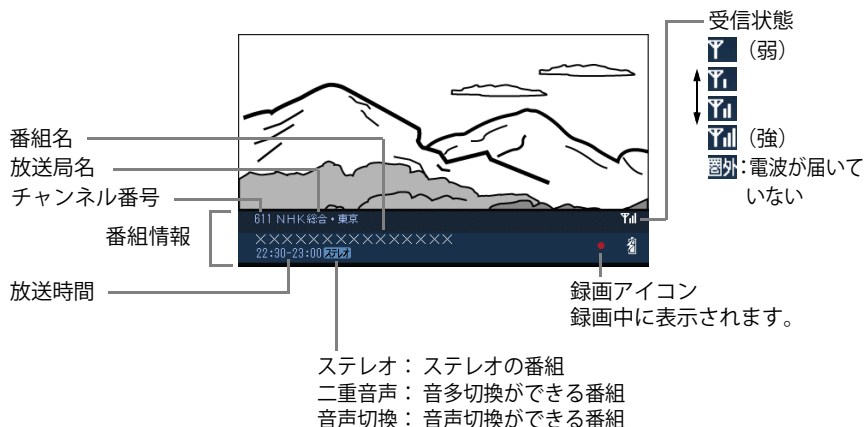 受信状態
（弱）
（強）
圏外：電波が届いて
いない
番組名
放送局名
チャンネル番号
番組情報
放送時間
611 NHK総合・東京
×××××××××××××××
22:30-23:00 ステレオ
録画アイコン
録画中に表示されます。
ステレオ： ステレオの番組
二重音声： 音多切換ができる番組
音声切換： 音声切換ができる番組